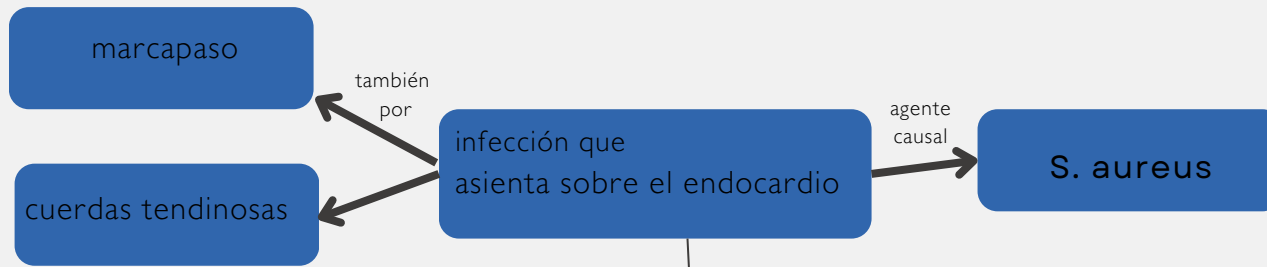 marcapaso
también
por
cuerdas tendinosas
infección que
asienta sobre el endocardio
agente
causal
S. aureus